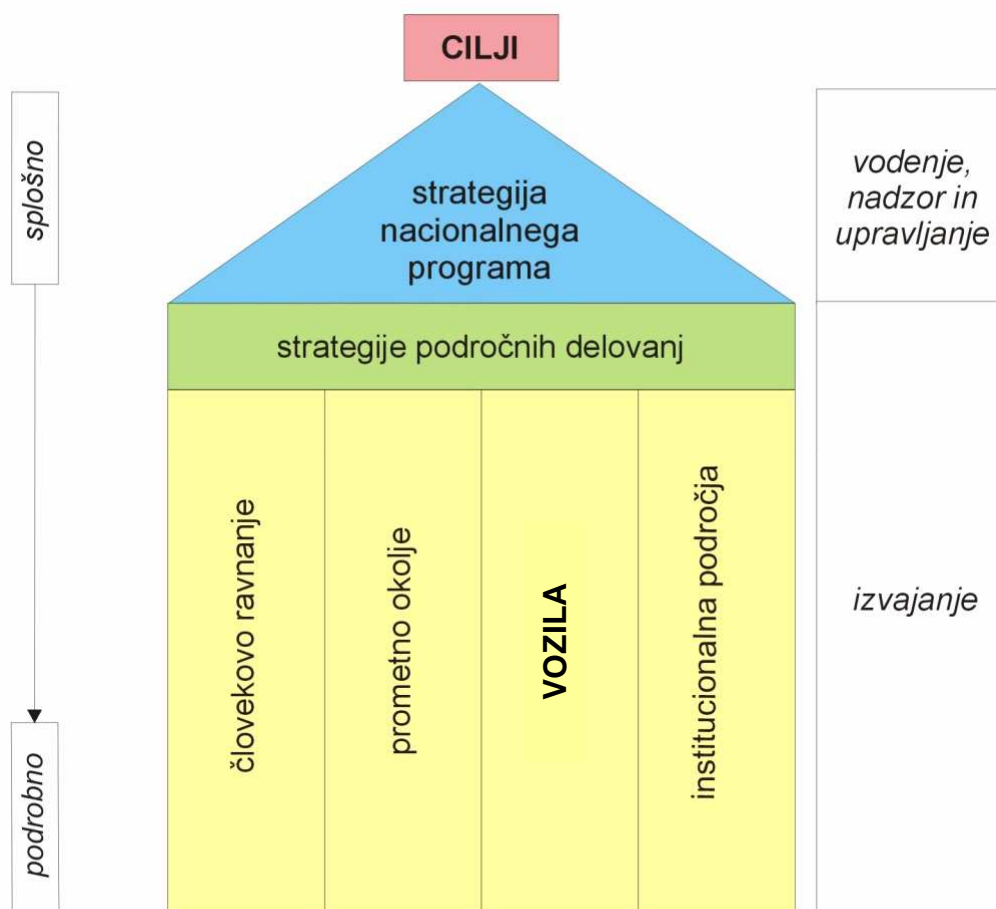 CILJI
splošno
strategija
nacionalnega
programa
vodenje,
nadzor in
upravljanje
strategije področnih delovanj
človekovo ravnanje
prometno okolje
VOZILA
institucionalna področja
izvajanje
podrobno